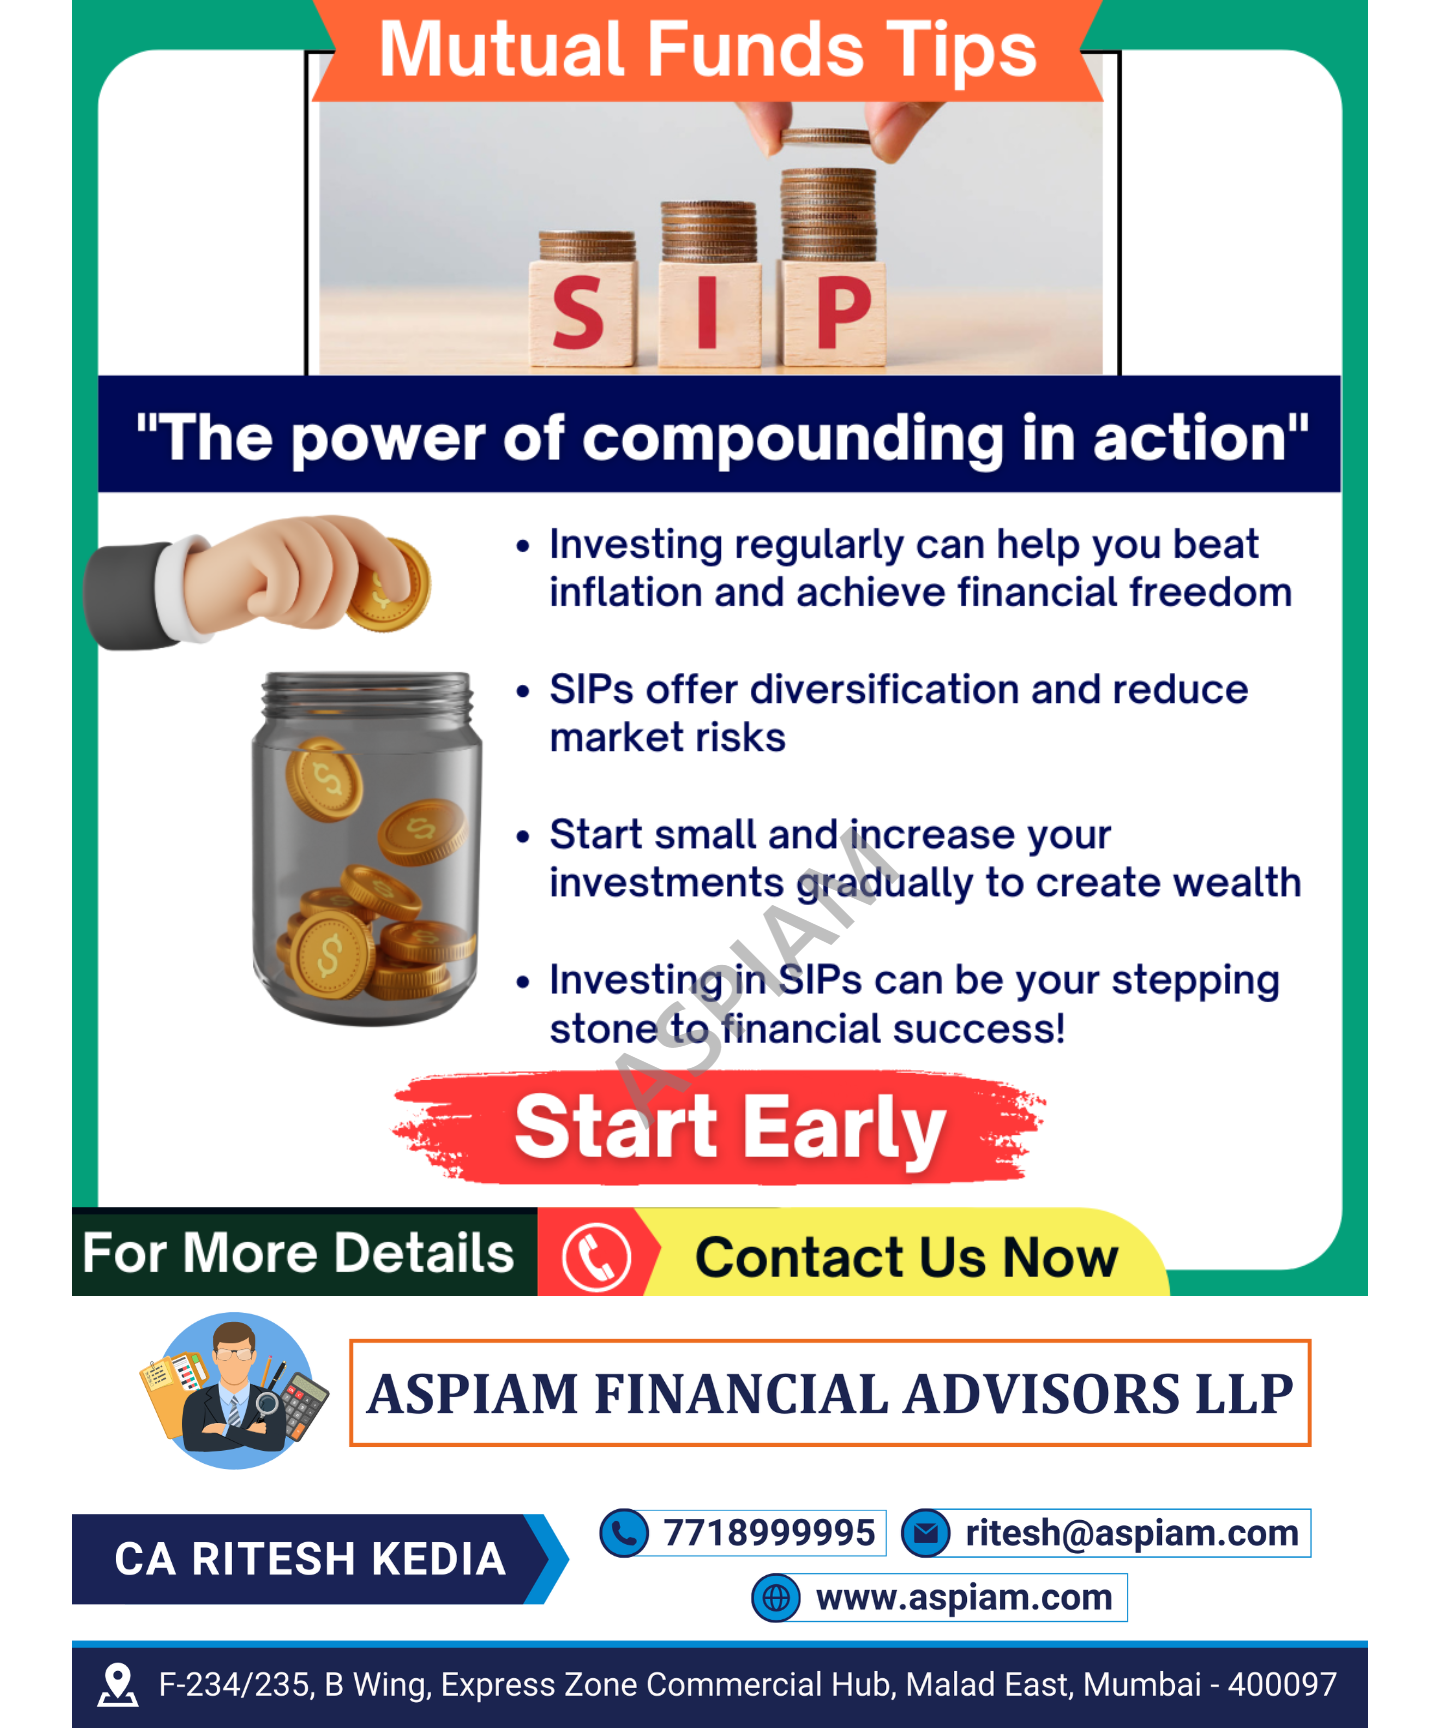 Mutual Funds Tips
S I P
"The power of compounding in action"
• Investing regularly can help you beat
inflation and achieve financial freedom
• SIPs offer diversification and reduce
market risks
• Start small and increase your
investments gradually to create wealth
• Investing in SIPs can be your stepping
stone to financial success!
ASPIAM
Start Early
For More Details
Contact Us Now
ASPIAM FINANCIAL ADVISORS LLP
CA RITESH KEDIA
7718999995
ritesh@aspiam.com
www.aspiam.com
F-234/235, B Wing, Express Zone Commercial Hub, Malad East, Mumbai - 400097